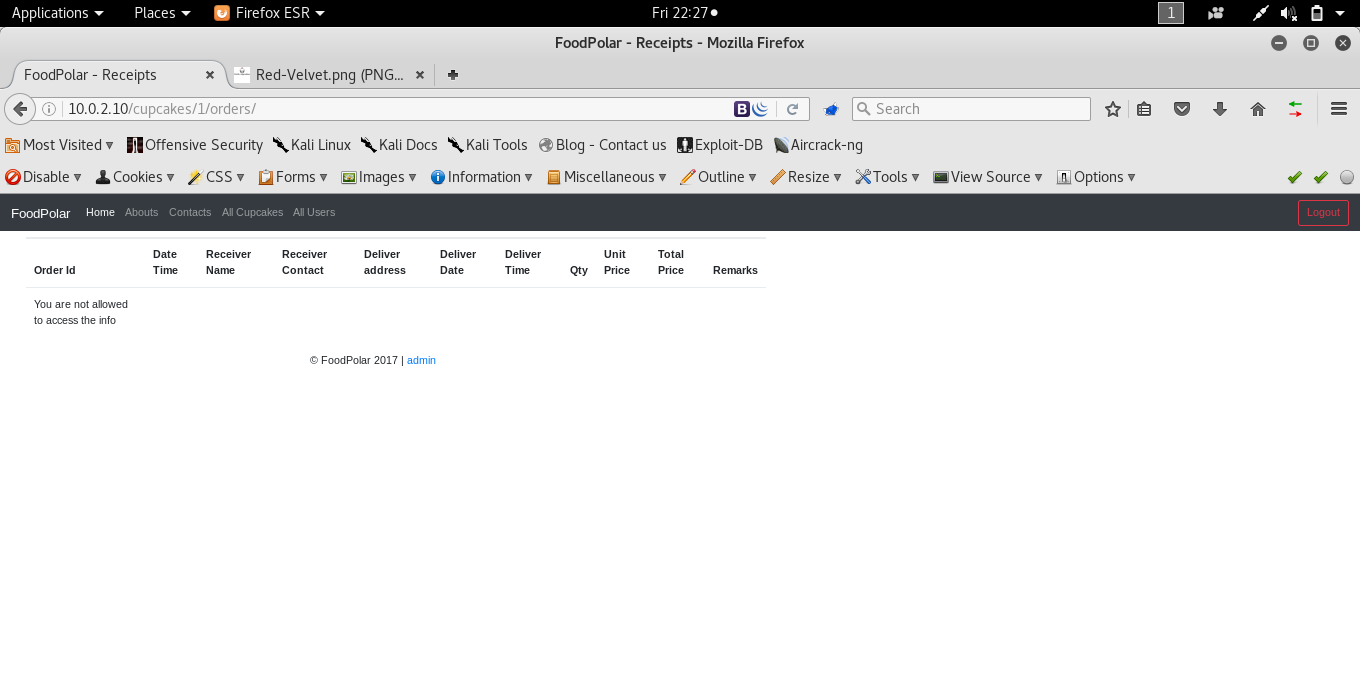 Applications Places Firefox ESR Fri 22:27 1
FoodPolar - Receipts - Mozilla Firefox
FoodPolar - Receipts Red-Velvet.png (PNG...
10.0.2.10/cupcakes/1/orders/ B Search
Most Visited Offensive Security Kali Linux Kali Docs Kali Tools Blog - Contact us Exploit-DB Aircrack-ng
Disable Cookies CSS Forms Images Information Miscellaneous Outline Resize Tools View Source Options
FoodPolar Home Abouts Contacts All Cupcakes All Users Logout
Date Receiver Receiver Deliver Deliver Deliver Unit Total
Order Id Time Name Contact address Date Time Qty Price Price Remarks
You are not allowed
to access the info
© FoodPolar 2017 | admin